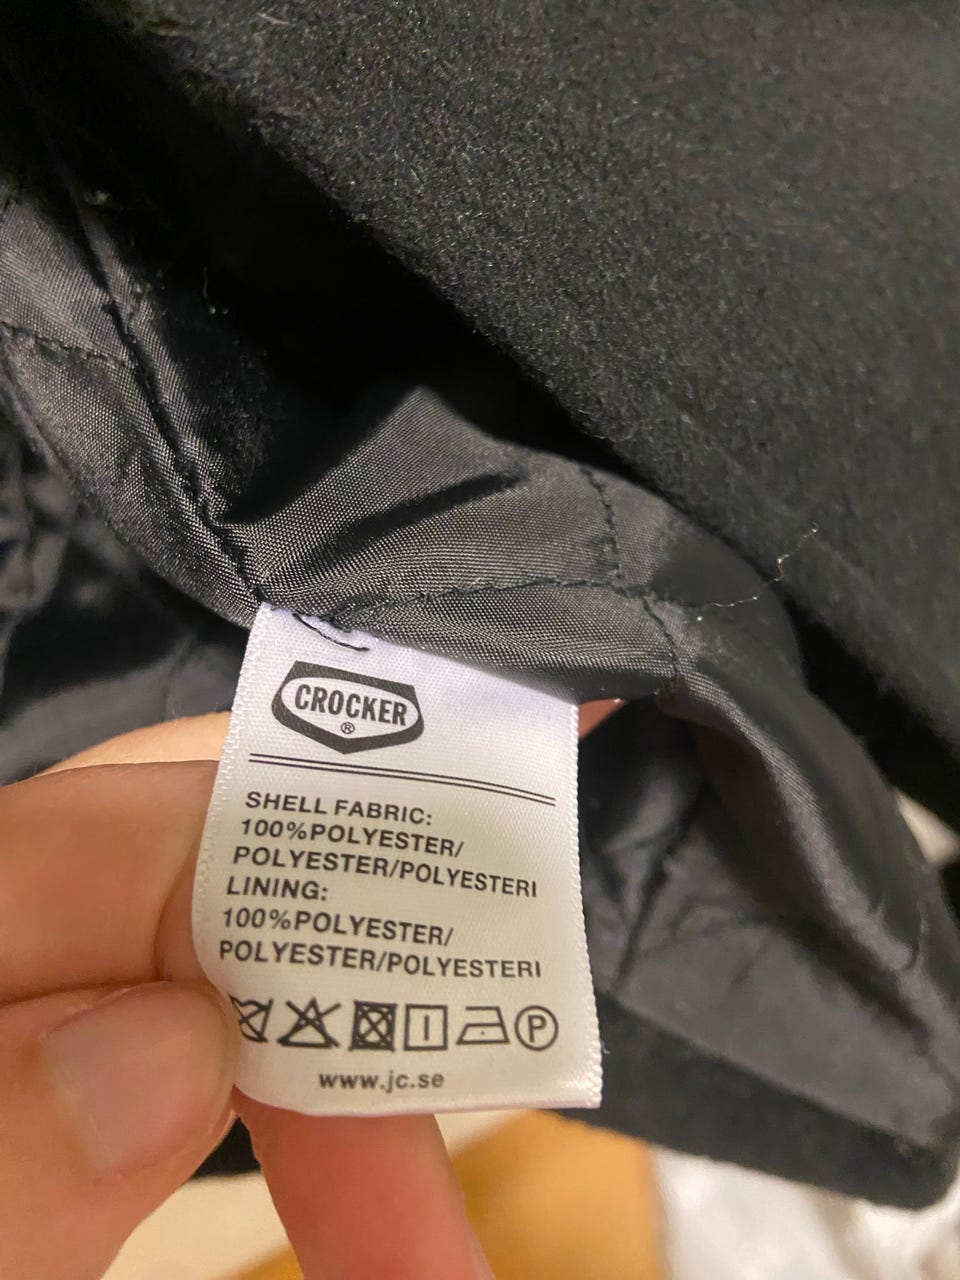 CROCKER
®
SHELL FABRIC:
100%POLYESTER/
POLYESTER/POLYESTERI
LINING:
100%POLYESTER/
POLYESTER/POLYESTERI
P
www.jc.se